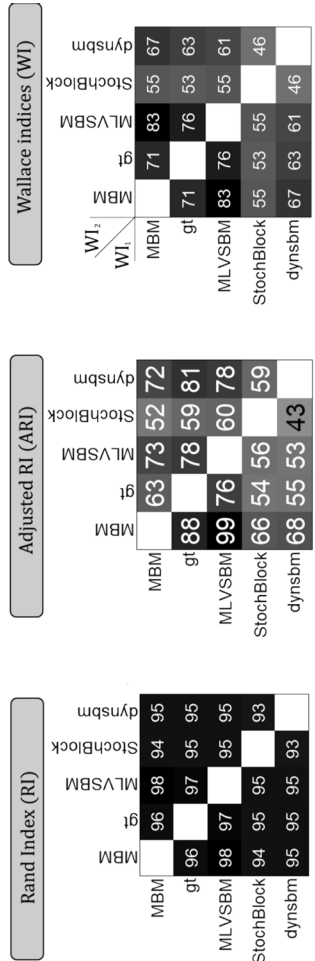 Wallace indices (WI)
WI₂
WI₁
MBM gt MLVSBM StochBlock dynsbm
MBM 71 83 55 67
gt 71 76 53 63
MLVSBM 83 76 55 61
StochBlock 55 53 55 46
dynsbm 67 63 61 46
Adjusted RI (ARI)
MBM gt MLVSBM StochBlock dynsbm
MBM 63 73 52 72
gt 88 78 59 81
MLVSBM 99 76 60 78
StochBlock 66 54 56 59
dynsbm 68 55 53 43
Rand Index (RI)
MBM gt MLVSBM StochBlock dynsbm
MBM 96 98 94 95
gt 96 97 95 95
MLVSBM 98 97 95 95
StochBlock 94 95 95 93
dynsbm 95 95 95 93